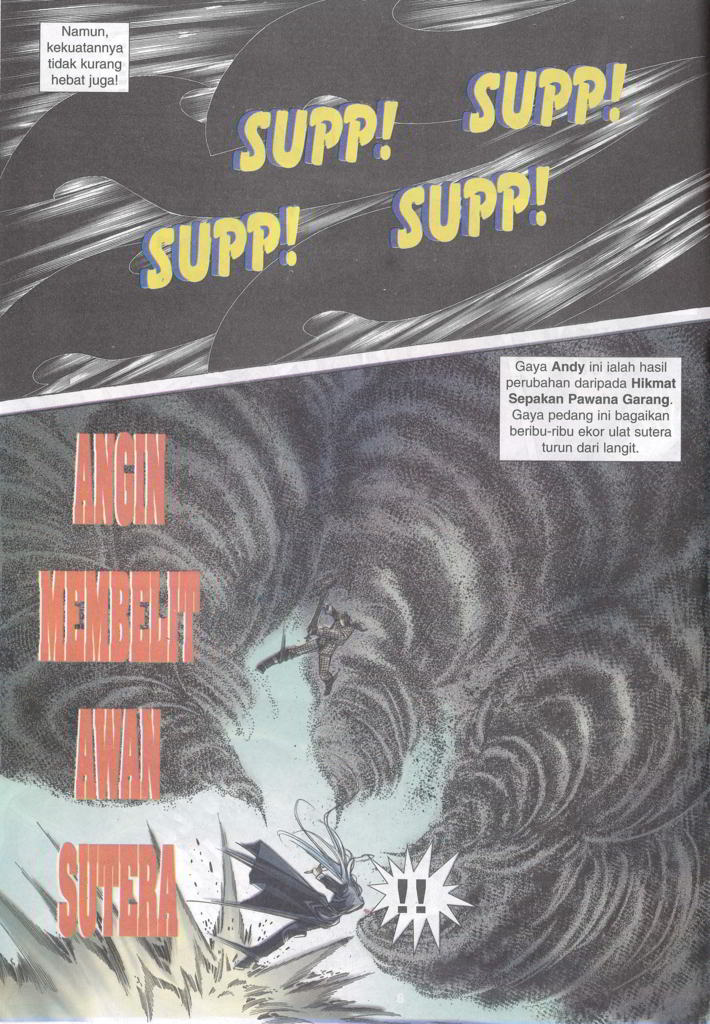 Namun,
kekuatannya
tidak kurang
hebat juga!
SUPP!
SUPP!
SUPP!
SUPP!
Gaya Andy ini ialah hasil
perubahan daripada Hikmat
Sepakan Pawana Garang.
Gaya pedang ini bagaikan
beribu-ribu ekor ulat sutera
turun dari langit.
ANGIN
MEMBELIT
AWAN
SUTERA
!!
6